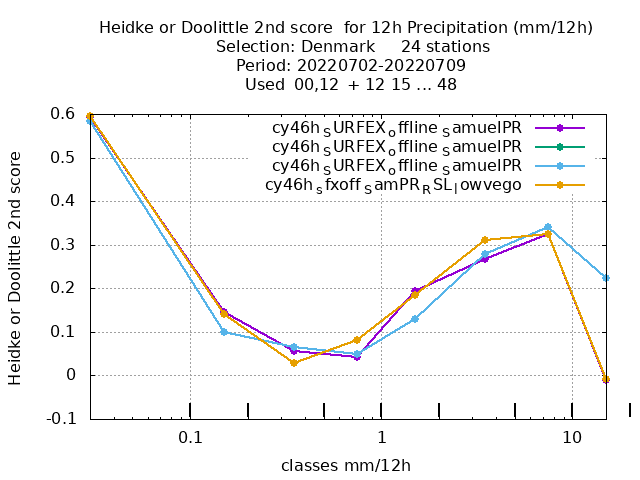 Heidke or Doolittle 2nd score  for 12h Precipitation (mm/12h)
Selection: Denmark     24 stations
Period: 20220702-20220709
Used  00,12  + 12 15 ... 48
cy46h_SURFEX_offline_SamuelPR
cy46h_SURFEX_offline_SamuelPR
cy46h_SURFEX_offline_SamuelPR
cy46h_sfxoff_SamPR_RSL_lowvego
0.6
0.5
0.4
0.3
0.2
0.1
0
-0.1
Heidke or Doolittle 2nd score
0.1 1 10
classes mm/12h